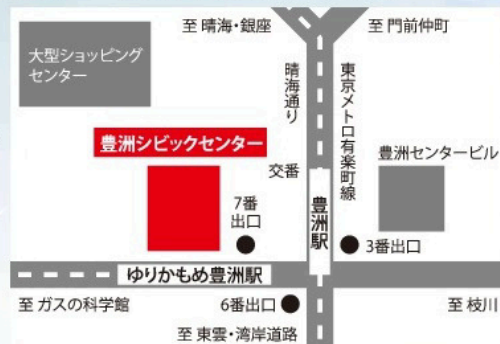 至 晴海・銀座
至 門前仲町
大型ショッピング
センター
晴海通り
東京メトロ有楽町線
豊洲シビックセンター
交番
豊洲センタービル
7番
出口
豊洲駅
3番出口
ゆりかもめ豊洲駅
至 ガスの科学館
6番出口
至 枝川
至 東雲・湾岸道路